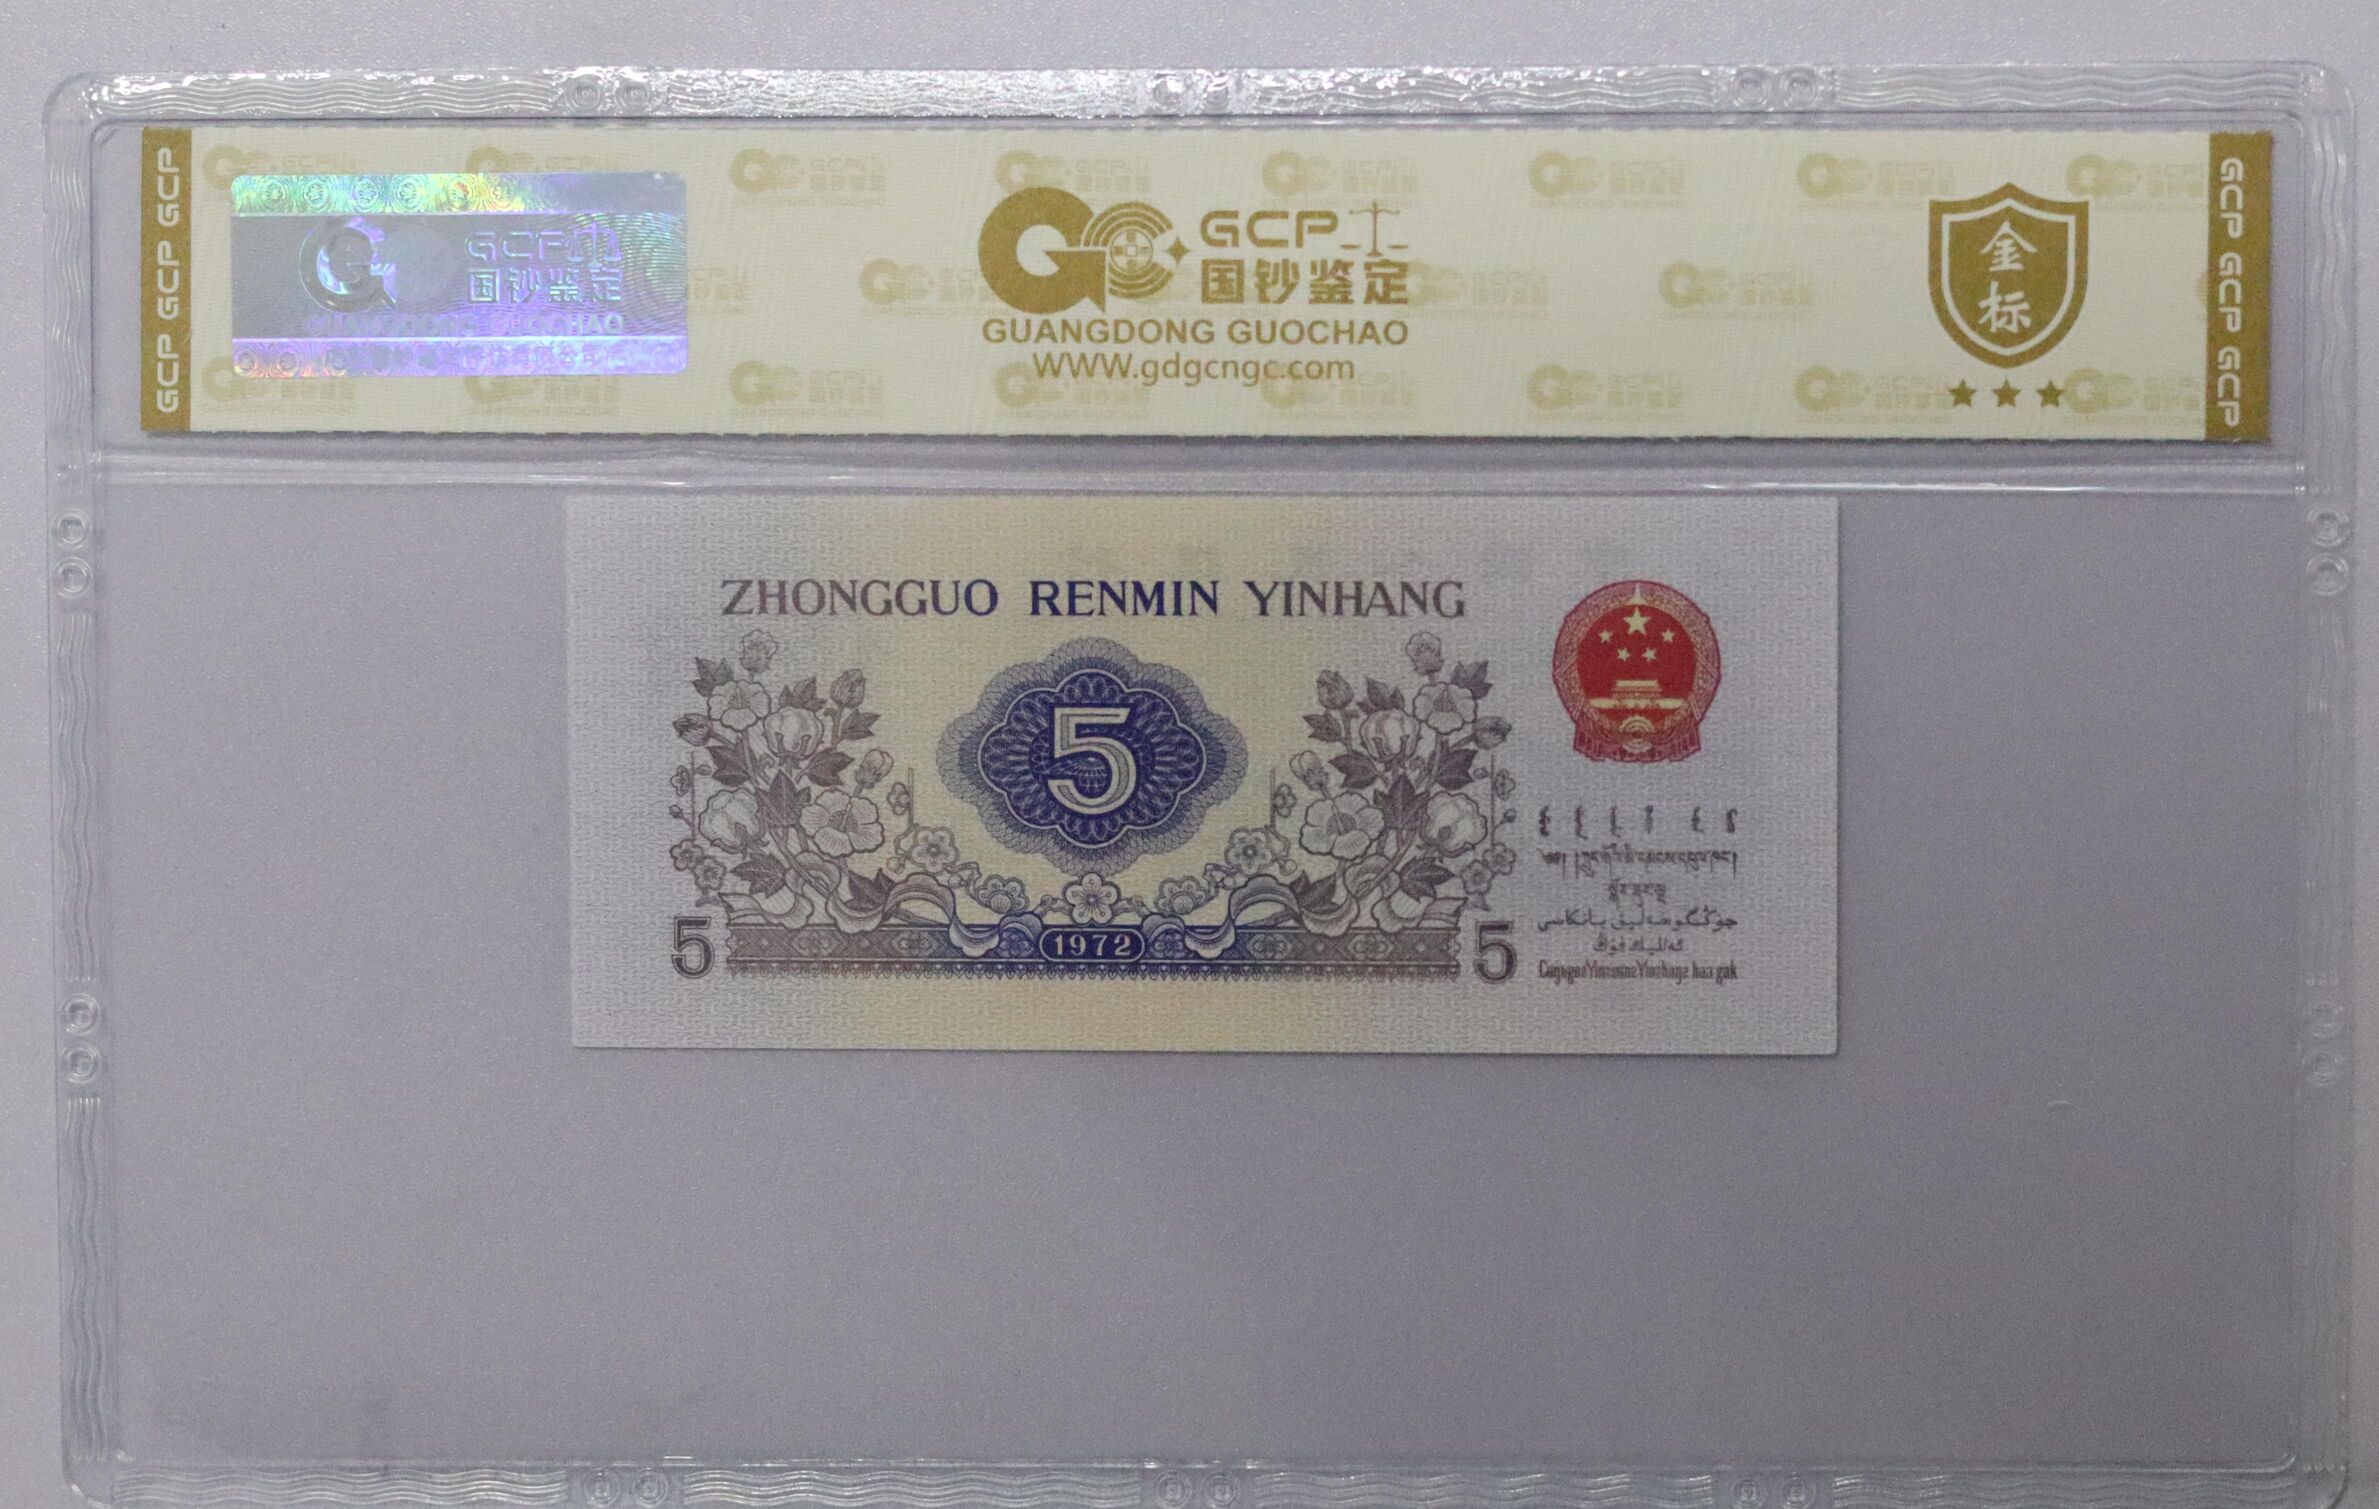 GCP GCP GCP
GCP
国钞鉴定
GUANGDONG GUOCHAO
GCP
国钞鉴定
GUANGDONG GUOCHAO
WWW.gdgcngc.com
金
标
GCP GCP GCP
ZHONGGUO RENMIN YINHANG
5
1972
5
5